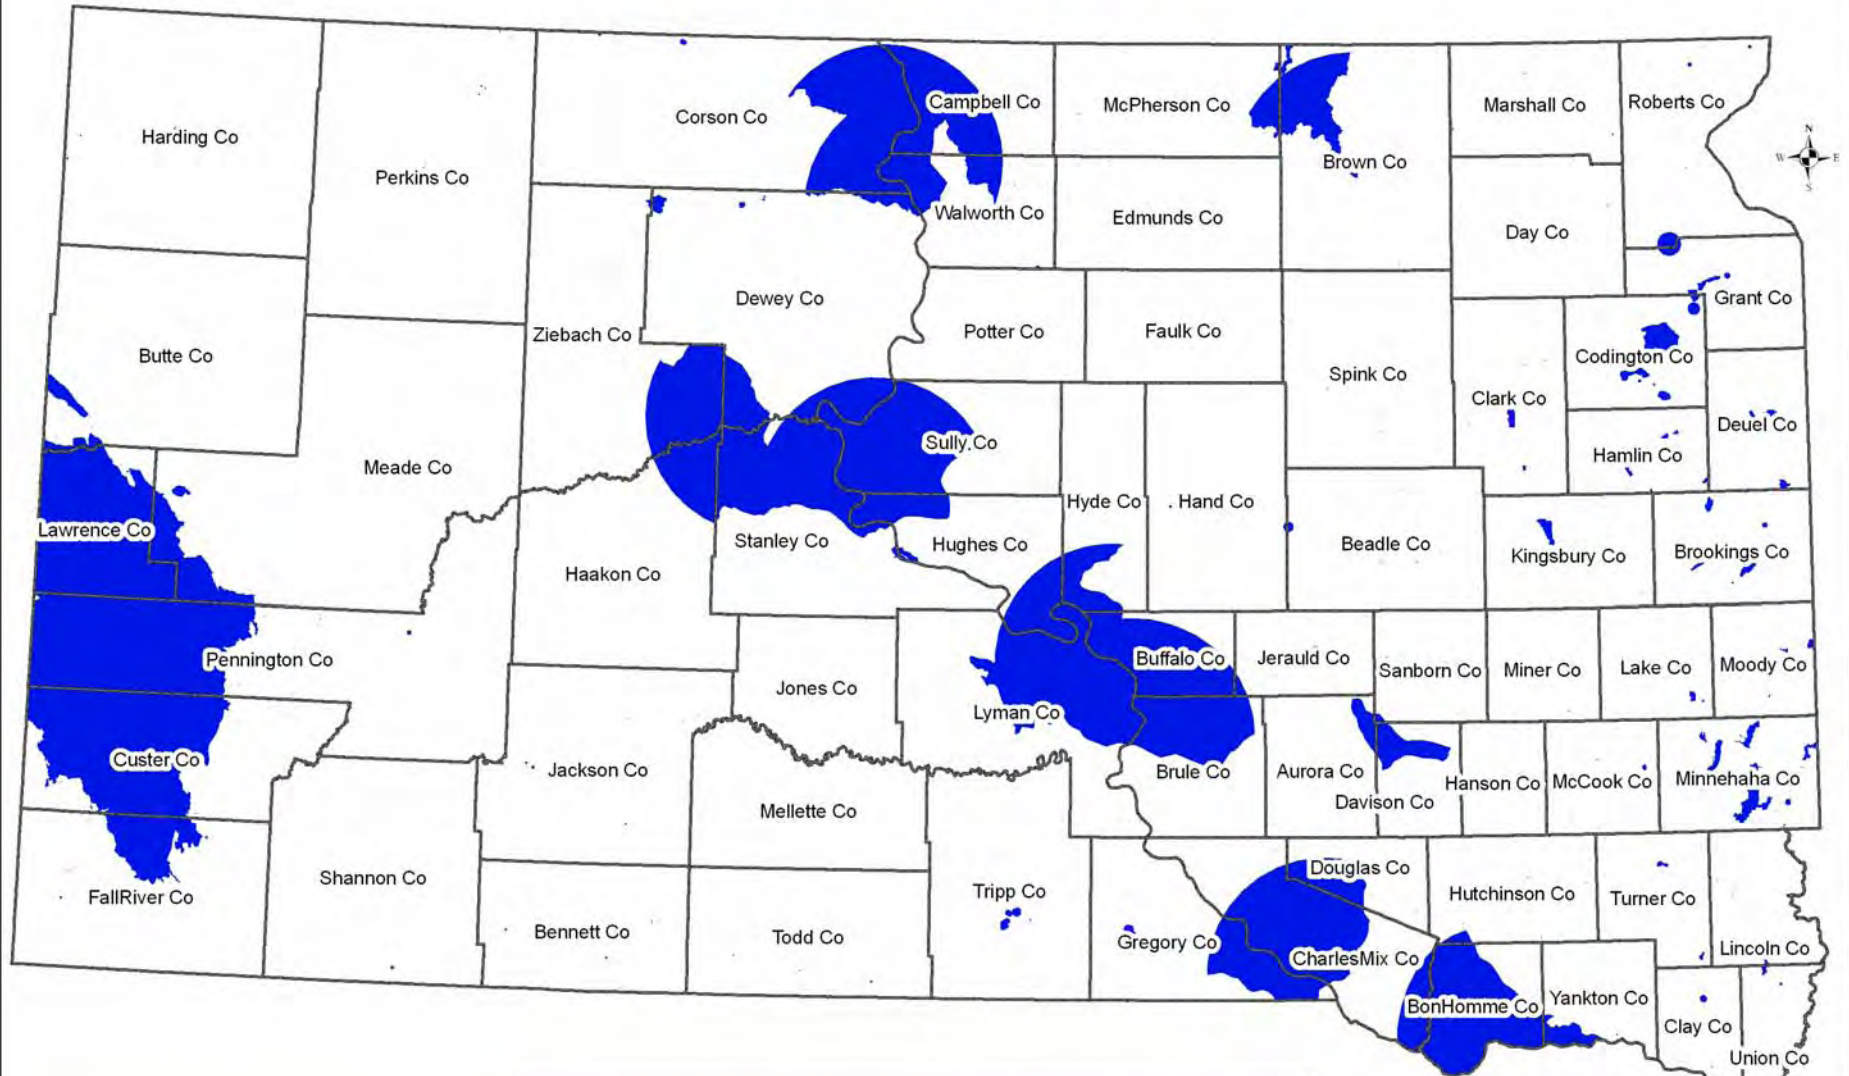 Harding Co
Perkins Co
Corson Co
Campbell Co
McPherson Co
Brown Co
Marshall Co
Roberts Co
N
W
E
S
Walworth Co
Edmunds Co
Day Co
Butte Co
Ziebach Co
Dewey Co
Potter Co
Faulk Co
Spink Co
Grant Co
Codington Co
Clark Co
Deuel Co
Hamlin Co
Meade Co
Sully Co
Hyde Co
Hand Co
Lawrence Co
Haakon Co
Stanley Co
Hughes Co
Beadle Co
Kingsbury Co
Brookings Co
Pennington Co
Jones Co
Lyman Co
Buffalo Co
Jerauld Co
Sanborn Co
Miner Co
Lake Co
Moody Co
Custer Co
Jackson Co
Mellette Co
Brule Co
Aurora Co
Davison Co
Hanson Co
McCook Co
Minnehaha Co
FallRiver Co
Shannon Co
Bennett Co
Todd Co
Tripp Co
Gregory Co
Douglas Co
CharlesMix Co
Hutchinson Co
Turner Co
Lincoln Co
BonHomme Co
Yankton Co
Clay Co
Union Co